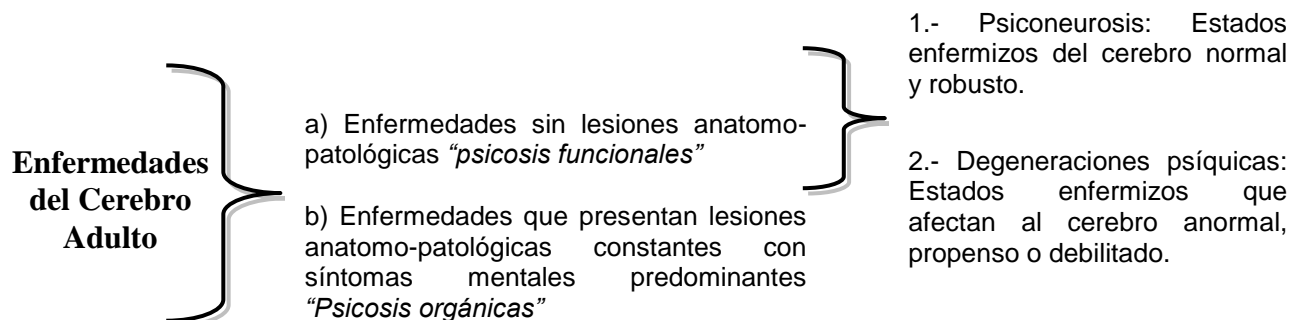 Enfermedades
del Cerebro
Adulto
a) Enfermedades sin lesiones anatomo-
patológicas “psicosis funcionales”
b) Enfermedades que presentan lesiones
anatomo-patológicas constantes con
síntomas mentales predominantes
“Psicosis orgánicas”
1.- Psiconeurosis: Estados
enfermizos del cerebro normal
y robusto.
2.- Degeneraciones psíquicas:
Estados enfermizos que
afectan al cerebro anormal,
propenso o debilitado.